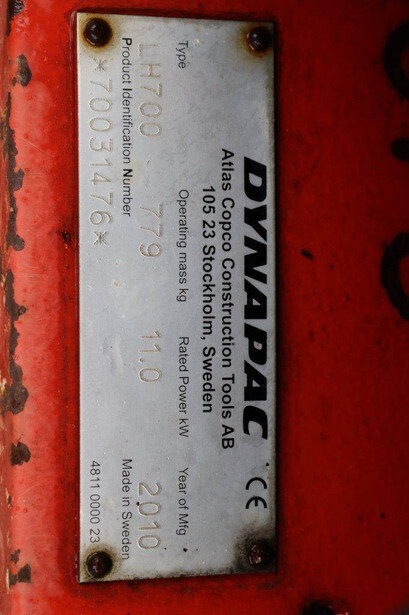 DYNAPAC CE
Atlas Copco Construction Tools AB
105 23 Stockholm, Sweden
Type Operating mass kg Rated Power kW Year of Mfg
LH700 779 11.0 2010
Product Identification Number Made in Sweden
*70031476* 4811 0000 23